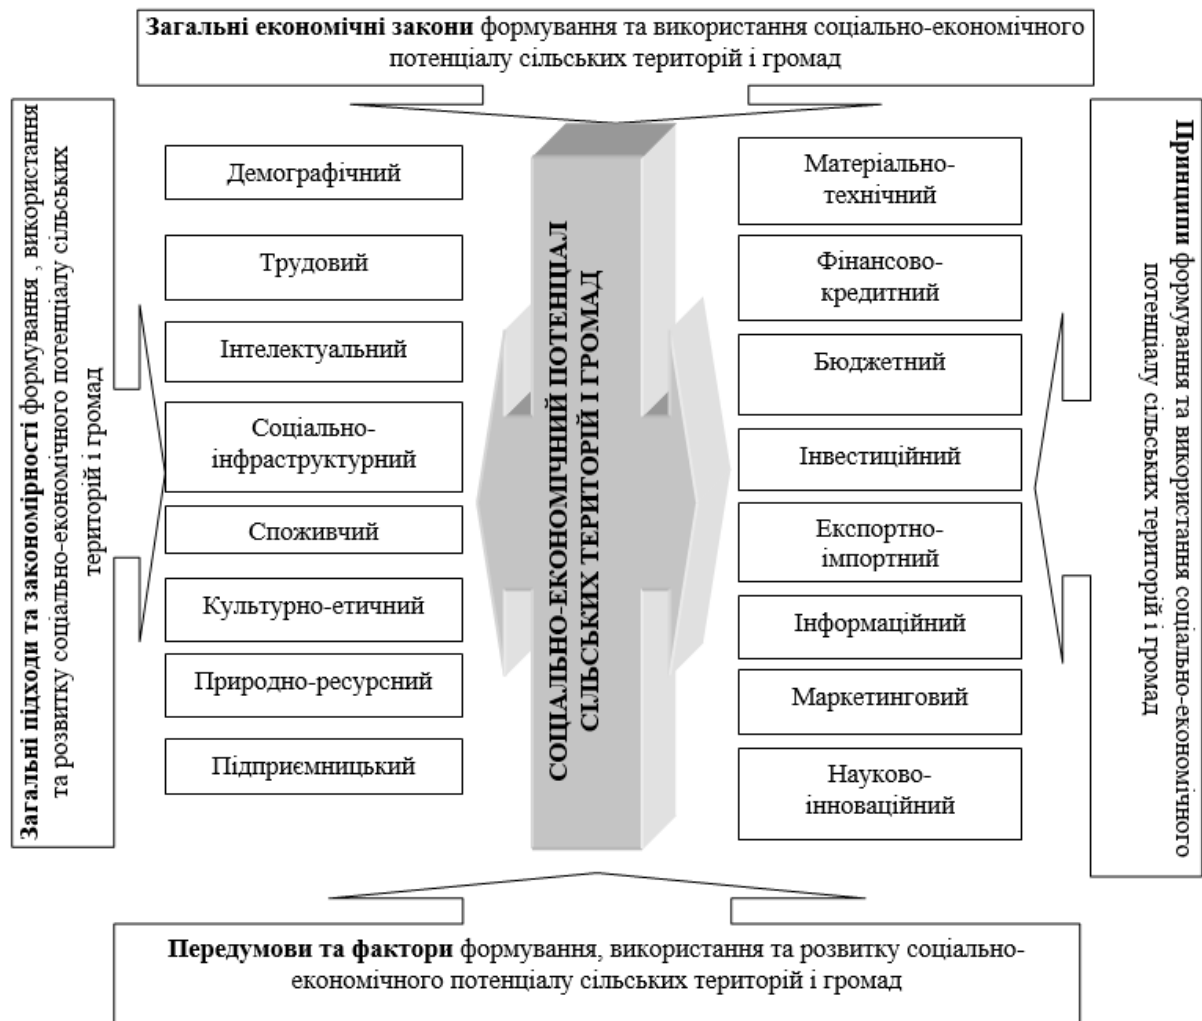 Загальні економічні закони формування та використання соціально-економічного
потенціалу сільських територій і громад
Загальні підходи та закономірності формування , використання
та розвитку соціально-економічного потенціалу сільських
територій і громад
Демографічний
Трудовий
Інтелектуальний
Соціально-
інфраструктурний
Споживчий
Культурно-етичний
Природно-ресурсний
Підприємницький
СОЦІАЛЬНО-ЕКОНОМІЧНИЙ ПОТЕНЦІАЛ
СІЛЬСЬКИХ ТЕРИТОРІЙ І ГРОМАД
Матеріально-
технічний
Фінансово-
кредитний
Бюджетний
Інвестиційний
Експортно-
імпортний
Інформаційний
Маркетинговий
Науково-
інноваційний
Принципи формування та використання соціально-економічного
потенціалу сільських територій і громад
Передумови та фактори формування, використання та розвитку соціально-
економічного потенціалу сільських територій і громад